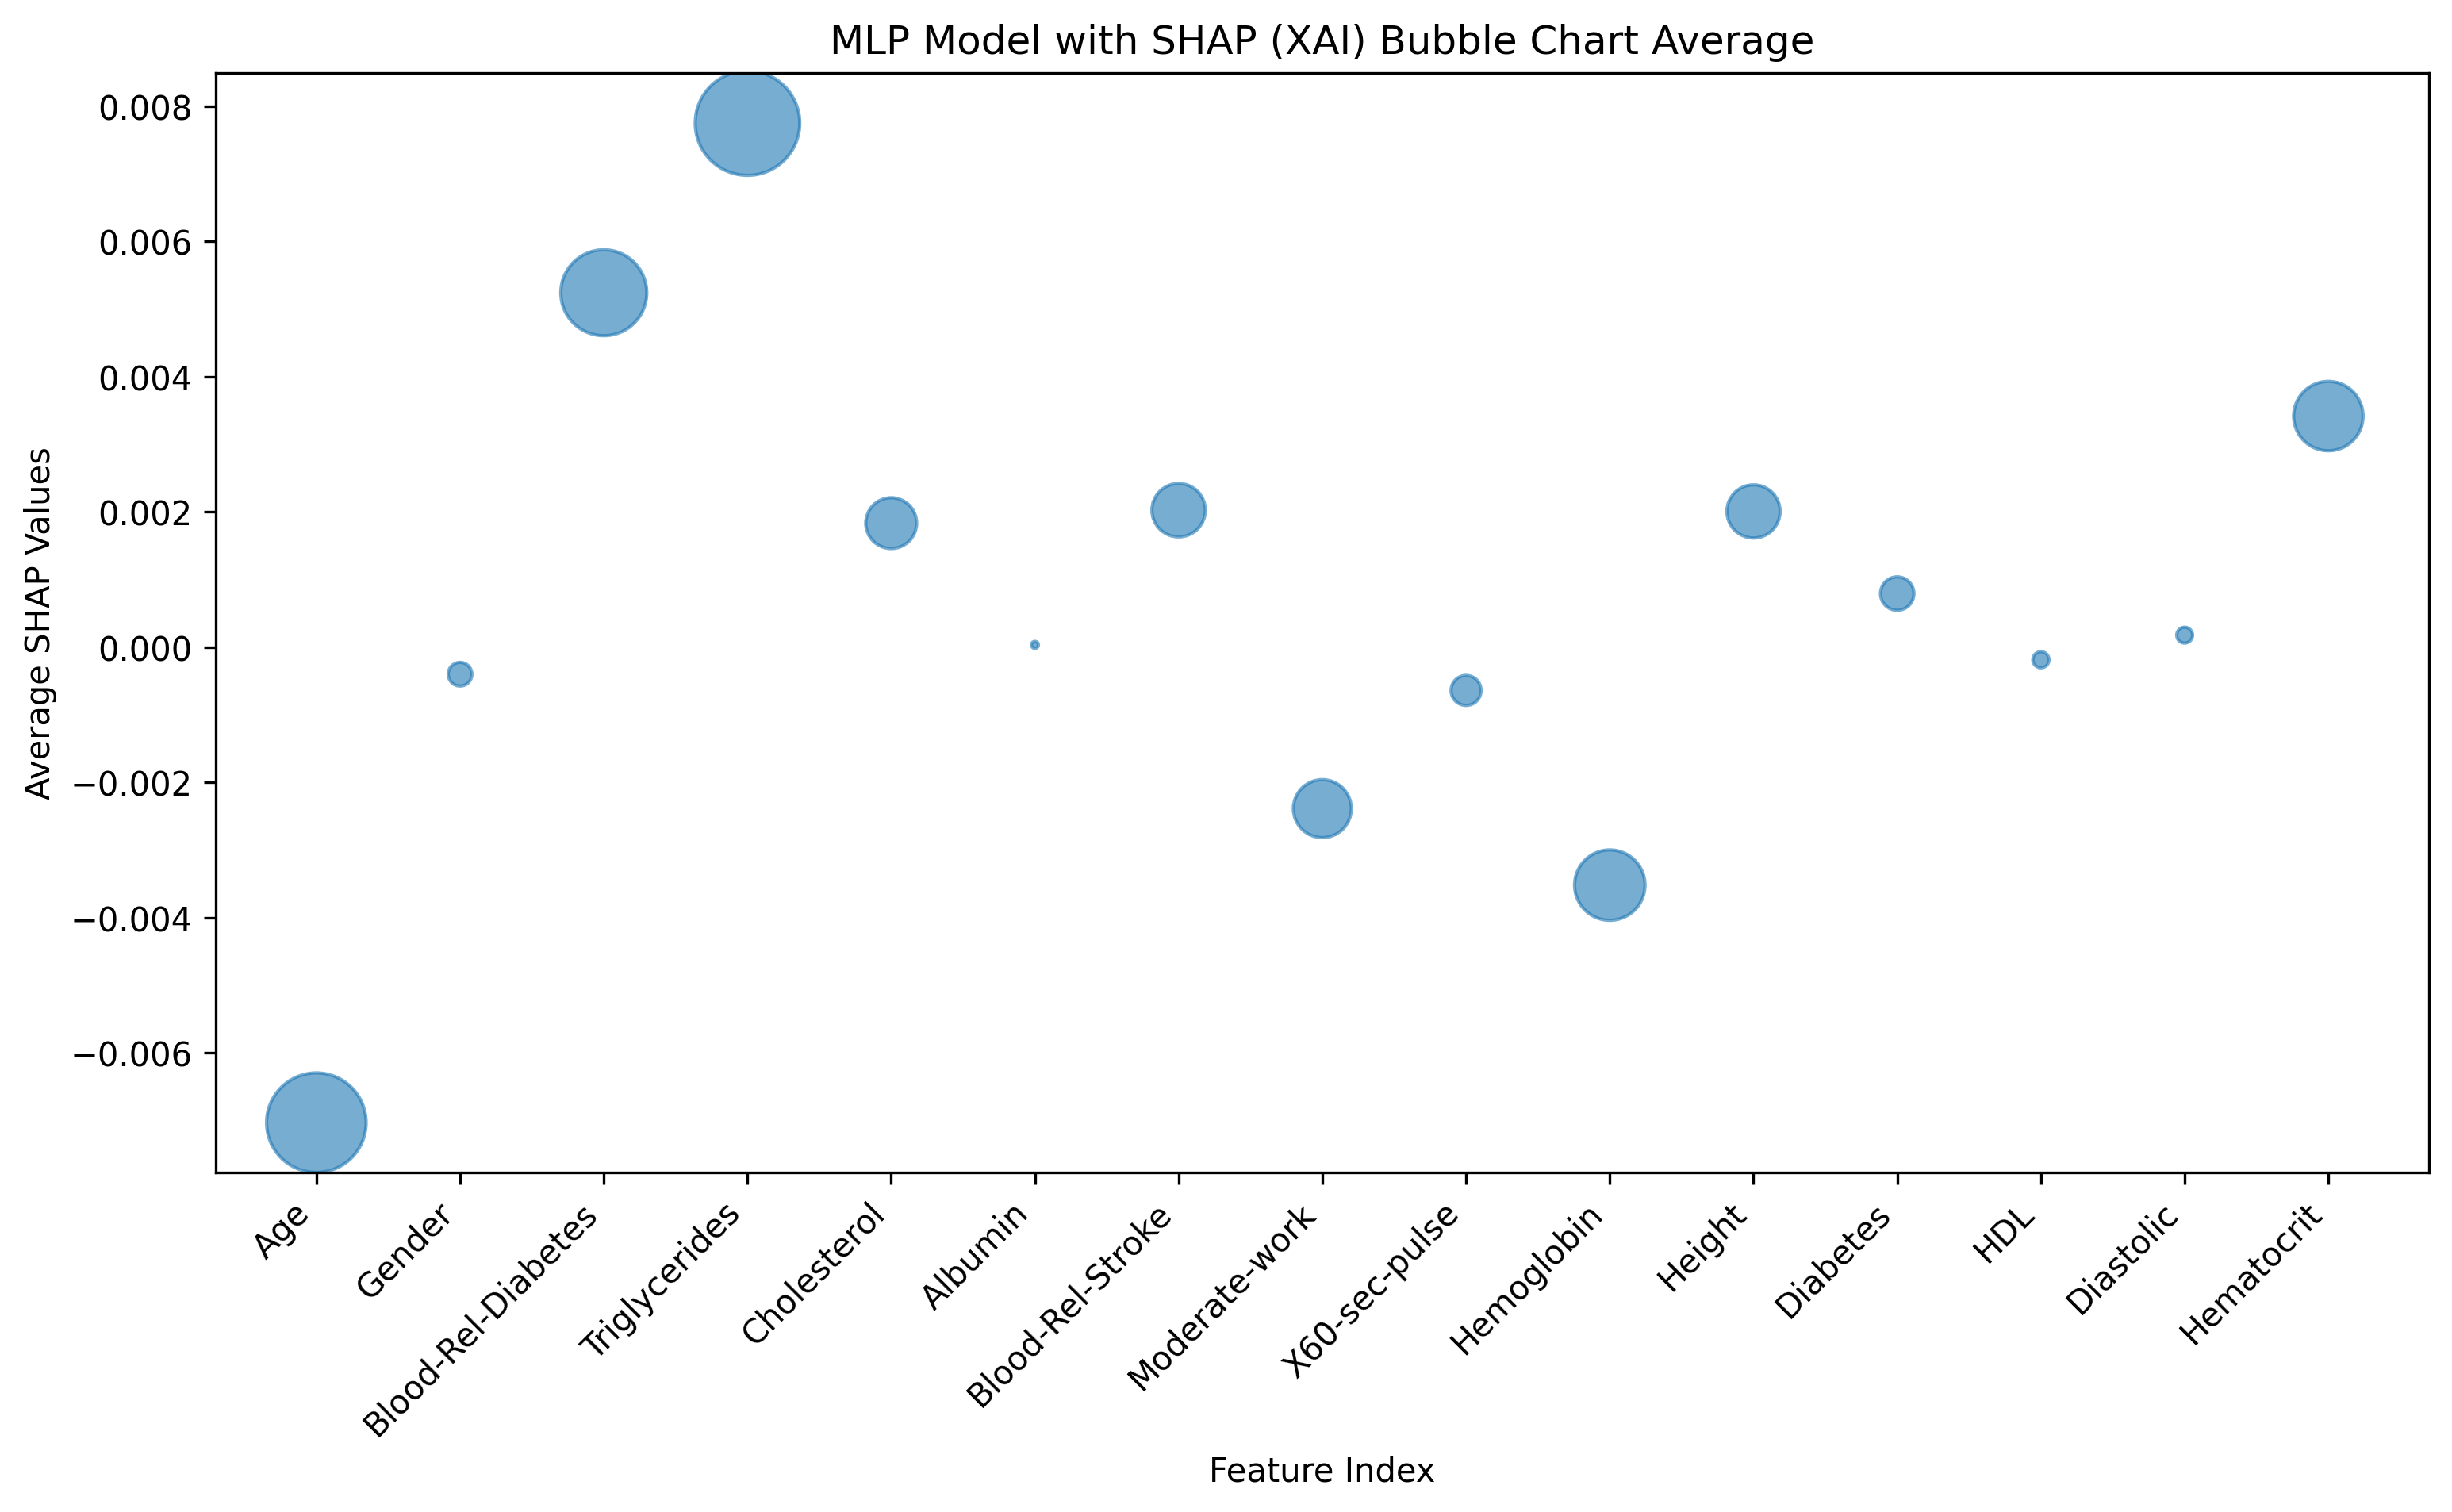 MLP Model with SHAP (XAI) Bubble Chart Average
Average SHAP Values
0.008
0.006
0.004
0.002
0.000
−0.002
−0.004
−0.006
Age
Gender
Blood-Rel-Diabetes
Triglycerides
Cholesterol
Albumin
Blood-Rel-Stroke
Moderate-work
X60-sec-pulse
Hemoglobin
Height
Diabetes
HDL
Diastolic
Hematocrit
Feature Index